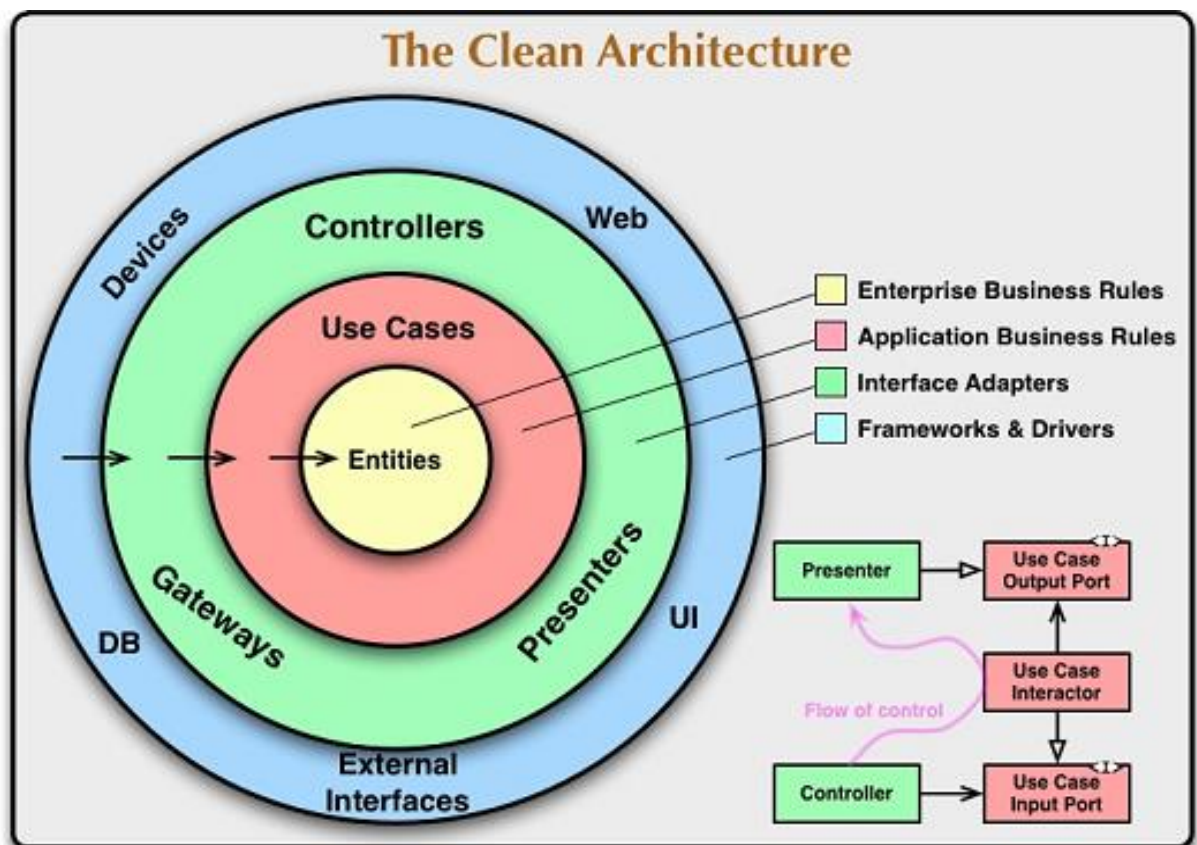 The Clean Architecture
Devices
Web
Controllers
Use Cases
Entities
Gateways
Presenters
DB
UI
External
Interfaces
Enterprise Business Rules
Application Business Rules
Interface Adapters
Frameworks & Drivers
Presenter
<I>
Use Case
Output Port
Use Case
Interactor
Flow of control
Controller
<I>
Use Case
Input Port